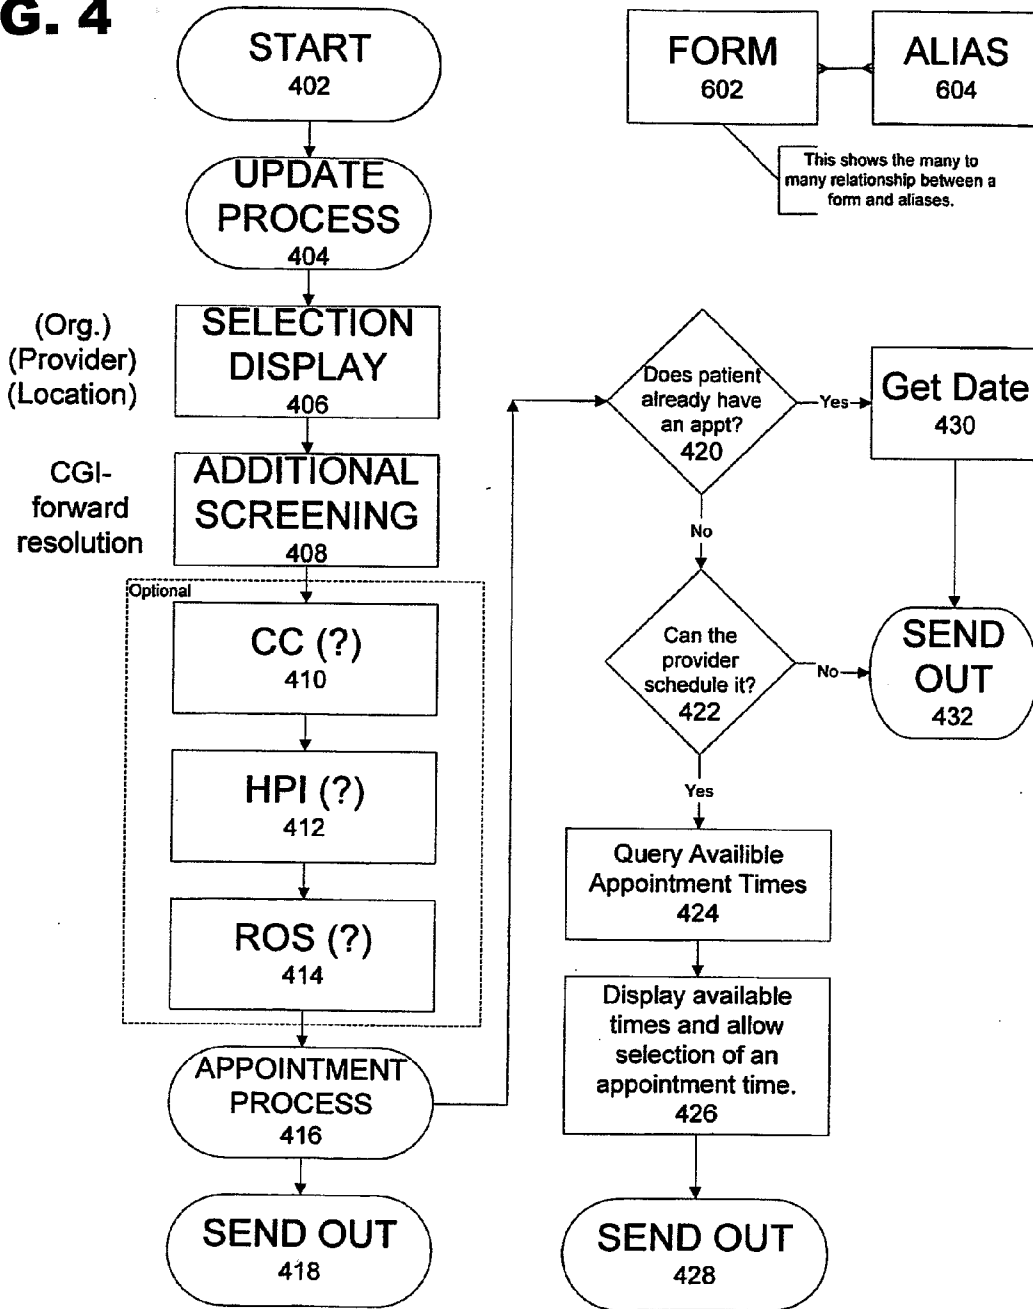 G. 4
START
402
UPDATE
PROCESS
404
(Org.)
(Provider)
(Location)
SELECTION
DISPLAY
406
CGI-
forward
resolution
ADDITIONAL
SCREENING
408
Optional
CC (?)
410
HPI (?)
412
ROS (?)
414
APPOINTMENT
PROCESS
416
SEND OUT
418
FORM
602
ALIAS
604
This shows the many to
many relationship between a
form and aliases.
Does patient
already have
an appt?
420
Yes
Get Date
430
No
Can the
provider
schedule it?
422
No
SEND
OUT
432
Yes
Query Availible
Appointment Times
424
Display available
times and allow
selection of an
appointment time.
426
SEND OUT
428